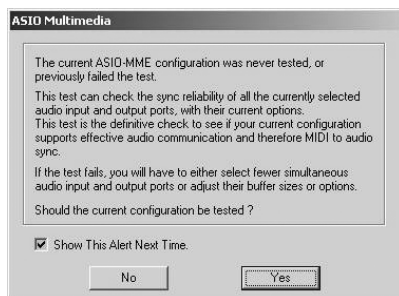 ASIO Multimedia
The current ASIO-MME configuration was never tested, or
previously failed the test.
This test can check the sync reliability of all the currently selected
audio input and output ports, with their current options.
This test is the definitive check to see if your current configuration
supports effective audio communication and therefore MIDI to audio
sync.
If the test fails, you will have to either select fewer simultaneous
audio input and output ports or adjust their buffer sizes or options.
Should the current configuration be tested ?
Show This Alert Next Time.
No
Yes